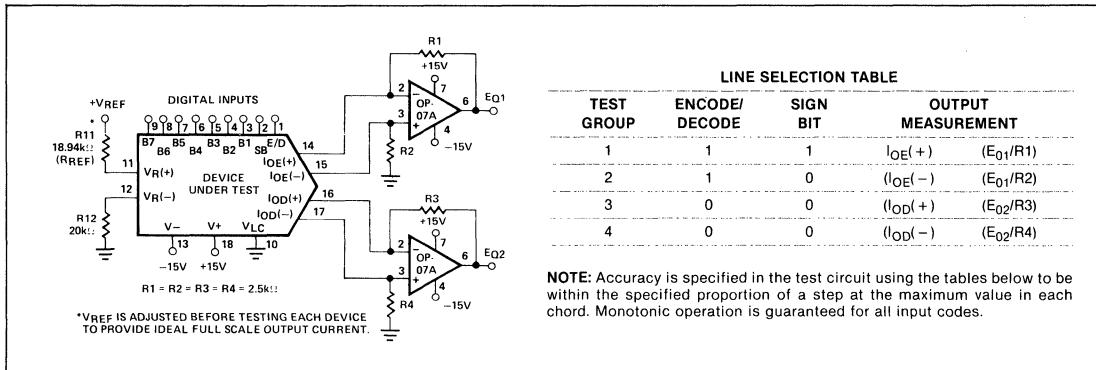 R1
+15V
2
7
OP-
07A
6
EO1
3
4
-15V
R2
+VREF
*
R11
18.94kΩ
(RREF)
DIGITAL INPUTS
9 8 7 6 5 4 3 2 1
B7 B5 B3 B1 E/D
B6 B4 B2 SB
IOE(+) 14
IOE(-) 15
IOD(+) 16
IOD(-) 17
11 VR(+)
12 VR(-)
DEVICE
UNDER TEST
R12
20kΩ
V- V+ VLC
13 18 10
-15V +15V
R3
+15V
2
7
OP-
07A
6
EO2
3
4
-15V
R4
R1 = R2 = R3 = R4 = 2.5kΩ
*VREF IS ADJUSTED BEFORE TESTING EACH DEVICE
TO PROVIDE IDEAL FULL SCALE OUTPUT CURRENT.
LINE SELECTION TABLE
TEST GROUP ENCODE/ DECODE SIGN BIT OUTPUT MEASUREMENT
1 1 1 IOE(+) (E01/R1)
2 1 0 (IOE(-) (E01/R2)
3 0 0 (IOD(+) (E02/R3)
4 0 0 (IOD(-) (E02/R4)
NOTE: Accuracy is specified in the test circuit using the tables below to be
within the specified proportion of a step at the maximum value in each
chord. Monotonic operation is guaranteed for all input codes.